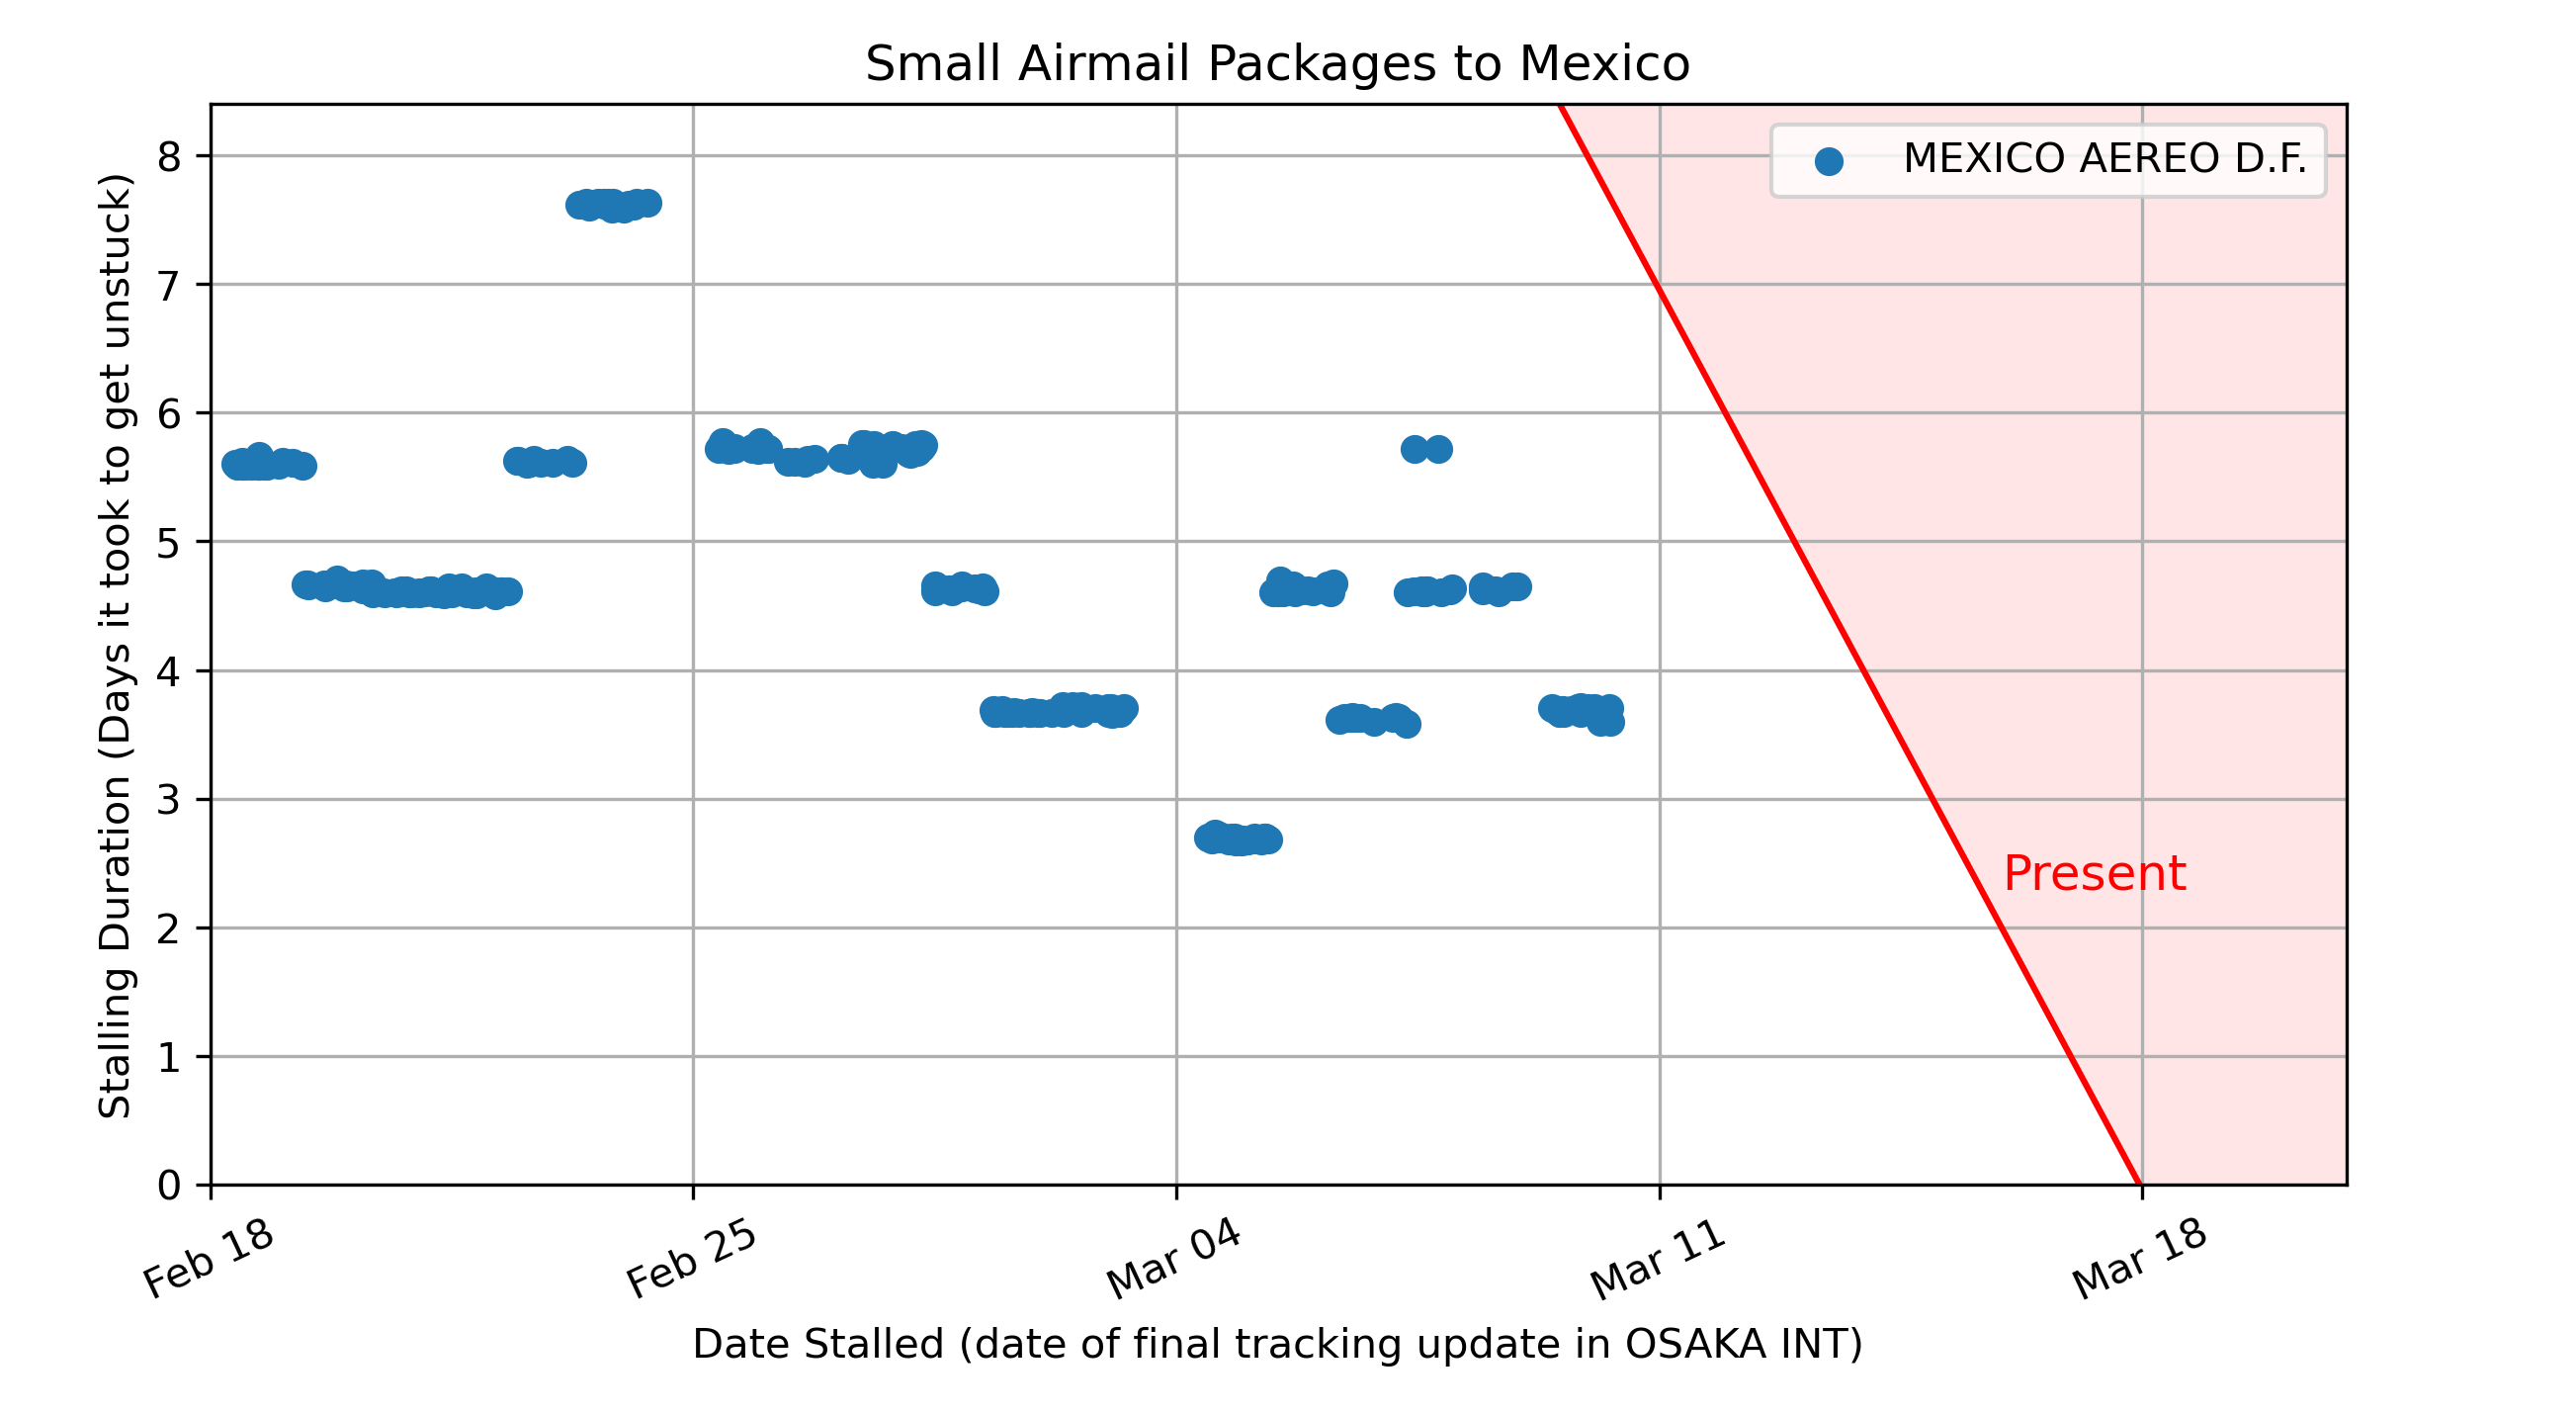 Small Airmail Packages to Mexico
MEXICO AEREO D.F.
Stalling Duration (Days it took to get unstuck)
8
7
6
5
4
3
2
1
0
Present
Feb 18
Feb 25
Mar 04
Mar 11
Mar 18
Date Stalled (date of final tracking update in OSAKA INT)